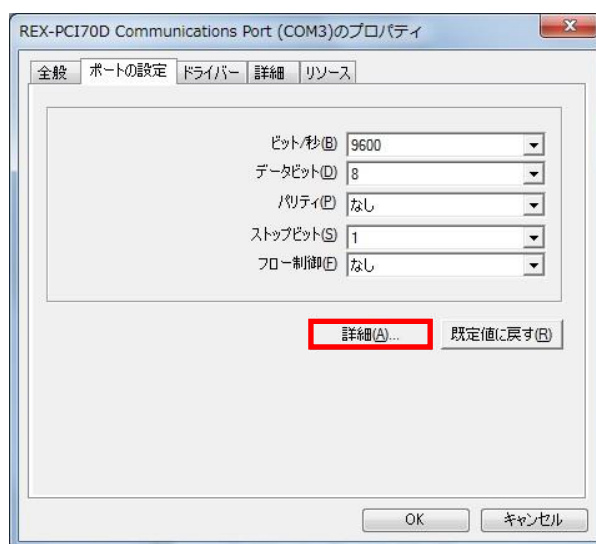 REX-PCI70D Communications Port (COM3)のプロパティ
全般 ポートの設定 ドライバー 詳細 リソース
ビット/秒(B) 9600
データビット(D) 8
パリティ(P) なし
ストップビット(S) 1
フロー制御(F) なし
詳細(A)... 既定値に戻す(R)
OK キャンセル